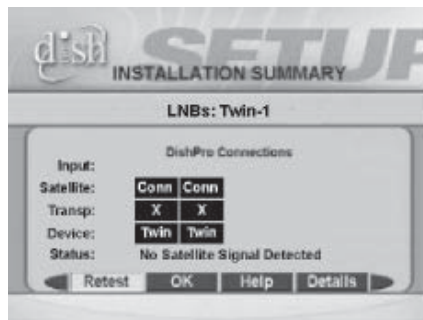 dish SETUP
INSTALLATION SUMMARY
LNBs: Twin-1
DishPro Connections
Input:
Satellite: Conn Conn
Transp: X X
Device: Twin Twin
Status: No Satellite Signal Detected
Retest OK Help Details